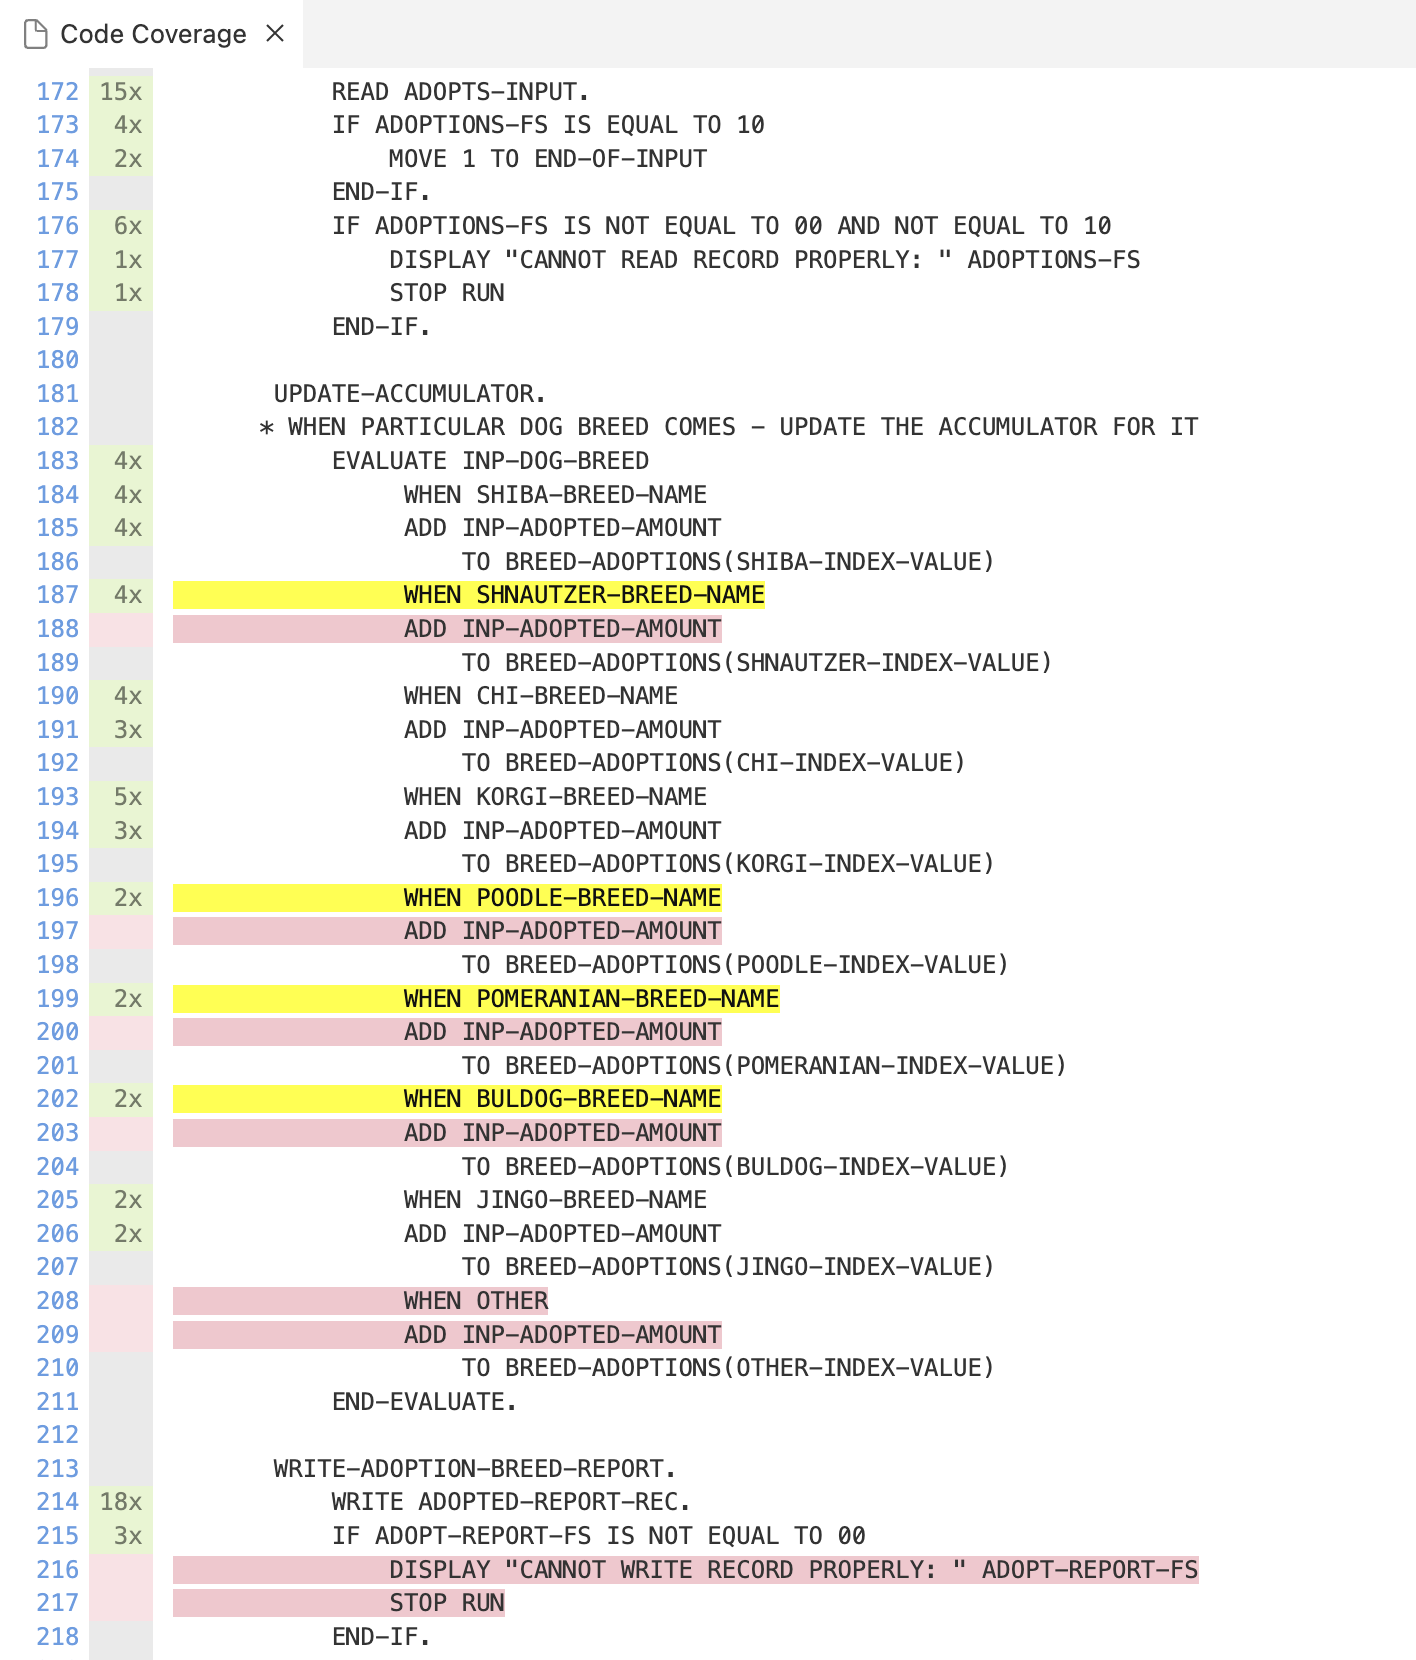 Code Coverage ×
172 15x READ ADOPTS-INPUT.
173 4x IF ADOPTIONS-FS IS EQUAL TO 10
174 2x MOVE 1 TO END-OF-INPUT
175 END-IF.
176 6x IF ADOPTIONS-FS IS NOT EQUAL TO 00 AND NOT EQUAL TO 10
177 1x DISPLAY "CANNOT READ RECORD PROPERLY: " ADOPTIONS-FS
178 1x STOP RUN
179 END-IF.
180
181 UPDATE-ACCUMULATOR.
182 * WHEN PARTICULAR DOG BREED COMES - UPDATE THE ACCUMULATOR FOR IT
183 4x EVALUATE INP-DOG-BREED
184 4x WHEN SHIBA-BREED-NAME
185 4x ADD INP-ADOPTED-AMOUNT
186 TO BREED-ADOPTIONS(SHIBA-INDEX-VALUE)
187 4x WHEN SHNAUTZER-BREED-NAME
188 ADD INP-ADOPTED-AMOUNT
189 TO BREED-ADOPTIONS(SHNAUTZER-INDEX-VALUE)
190 4x WHEN CHI-BREED-NAME
191 3x ADD INP-ADOPTED-AMOUNT
192 TO BREED-ADOPTIONS(CHI-INDEX-VALUE)
193 5x WHEN KORGI-BREED-NAME
194 3x ADD INP-ADOPTED-AMOUNT
195 TO BREED-ADOPTIONS(KORGI-INDEX-VALUE)
196 2x WHEN POODLE-BREED-NAME
197 ADD INP-ADOPTED-AMOUNT
198 TO BREED-ADOPTIONS(POODLE-INDEX-VALUE)
199 2x WHEN POMERANIAN-BREED-NAME
200 ADD INP-ADOPTED-AMOUNT
201 TO BREED-ADOPTIONS(POMERANIAN-INDEX-VALUE)
202 2x WHEN BULDOG-BREED-NAME
203 ADD INP-ADOPTED-AMOUNT
204 TO BREED-ADOPTIONS(BULDOG-INDEX-VALUE)
205 2x WHEN JINGO-BREED-NAME
206 2x ADD INP-ADOPTED-AMOUNT
207 TO BREED-ADOPTIONS(JINGO-INDEX-VALUE)
208 WHEN OTHER
209 ADD INP-ADOPTED-AMOUNT
210 TO BREED-ADOPTIONS(OTHER-INDEX-VALUE)
211 END-EVALUATE.
212
213 WRITE-ADOPTION-BREED-REPORT.
214 18x WRITE ADOPTED-REPORT-REC.
215 3x IF ADOPT-REPORT-FS IS NOT EQUAL TO 00
216 DISPLAY "CANNOT WRITE RECORD PROPERLY: " ADOPT-REPORT-FS
217 STOP RUN
218 END-IF.